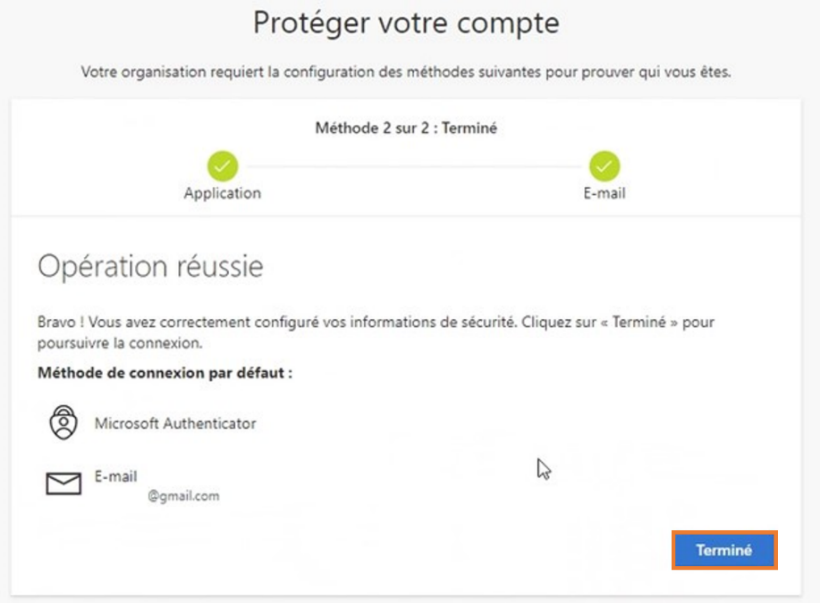 Protéger votre compte
Votre organisation requiert la configuration des méthodes suivantes pour prouver qui vous êtes.
Méthode 2 sur 2 : Terminé
Application
E-mail
Opération réussie
Bravo ! Vous avez correctement configuré vos informations de sécurité. Cliquez sur « Terminé » pour
poursuivre la connexion.
Méthode de connexion par défaut :
Microsoft Authenticator
E-mail
@gmail.com
Terminé